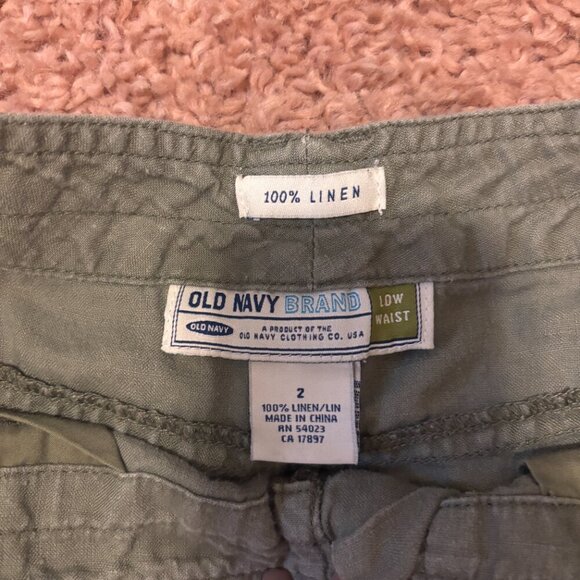 100% LINEN
OLD NAVY BRAND
LOW
WAIST
OLD NAVY
A PRODUCT OF THE
OLD NAVY CLOTHING CO. USA
2
100% LINEN/LIN
MADE IN CHINA
RN 54023
CA 17897